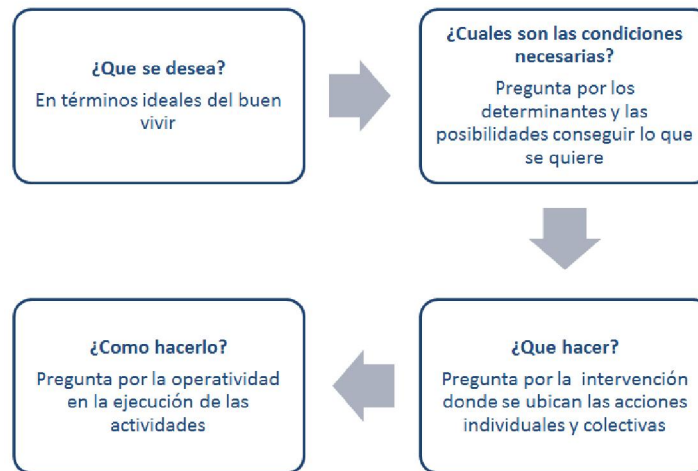 ¿Que se desea?
En términos ideales del buen
vivir
¿Cuales son las condiciones
necesarias?
Pregunta por los
determinantes y las
posibilidades conseguir lo que
se quiere
¿Que hacer?
Pregunta por la intervención
donde se ubican las acciones
individuales y colectivas
¿Como hacerlo?
Pregunta por la operatividad
en la ejecución de las
actividades